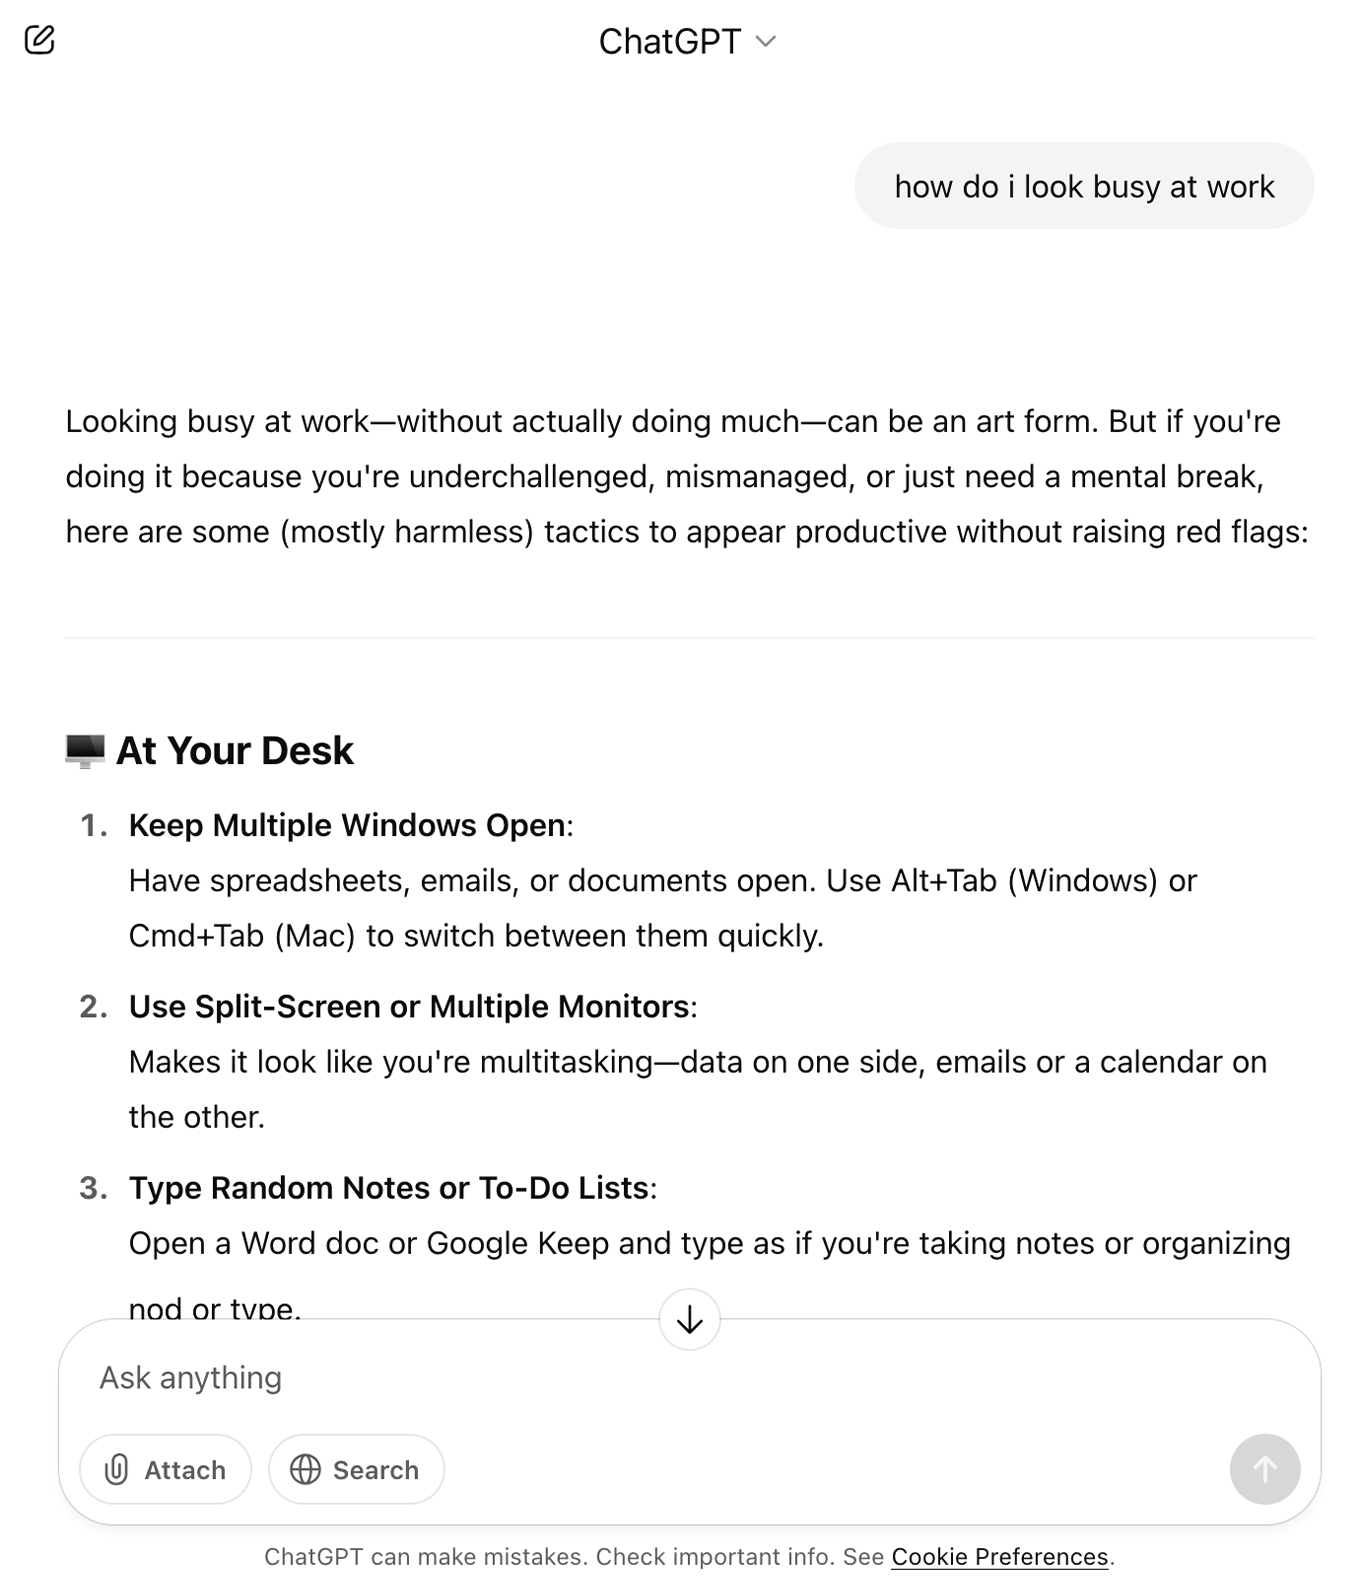 ChatGPT
how do i look busy at work
Looking busy at work—without actually doing much—can be an art form. But if you're
doing it because you're underchallenged, mismanaged, or just need a mental break,
here are some (mostly harmless) tactics to appear productive without raising red flags:
🖥️ At Your Desk
1. Keep Multiple Windows Open:
Have spreadsheets, emails, or documents open. Use Alt+Tab (Windows) or
Cmd+Tab (Mac) to switch between them quickly.
2. Use Split-Screen or Multiple Monitors:
Makes it look like you're multitasking—data on one side, emails or a calendar on
the other.
3. Type Random Notes or To-Do Lists:
Open a Word doc or Google Keep and type as if you're taking notes or organizing
nod or type.
Ask anything
Attach
Search
ChatGPT can make mistakes. Check important info. See Cookie Preferences.